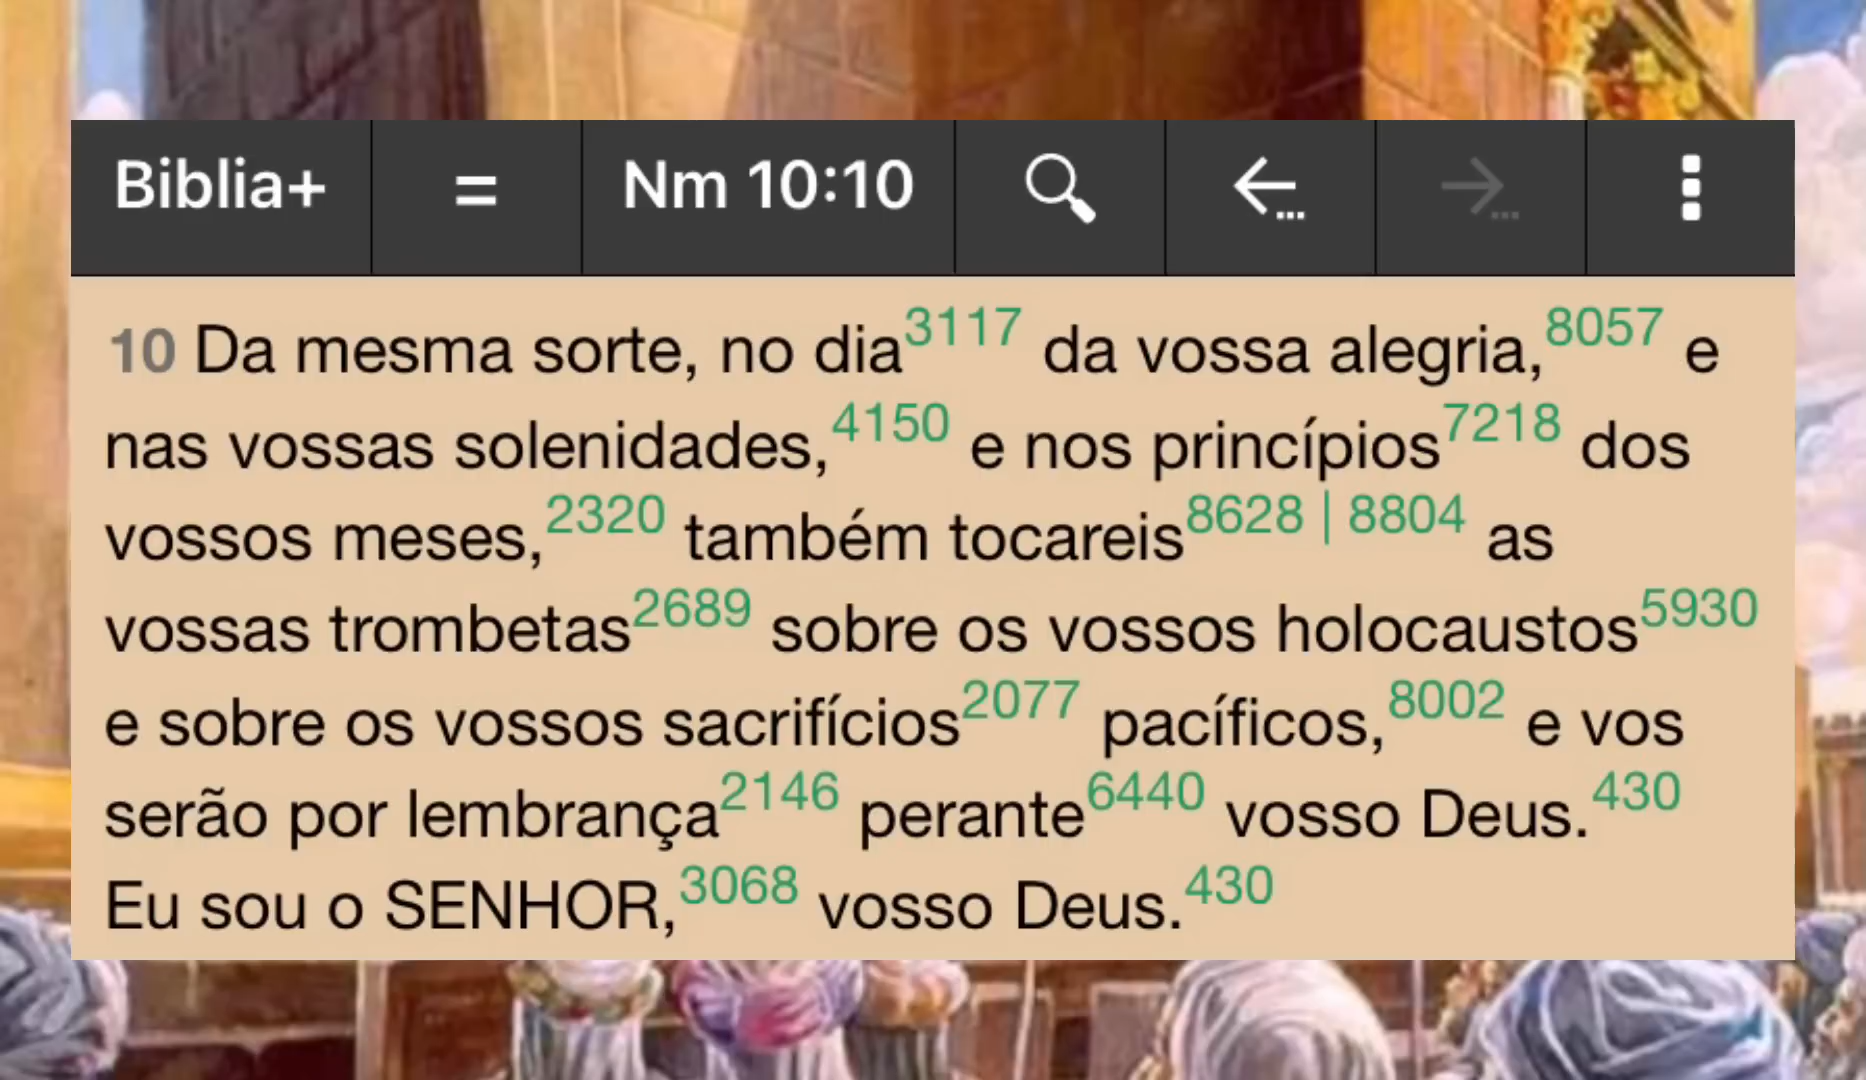 Biblia+ = Nm 10:10
10 Da mesma sorte, no dia3117 da vossa alegria,8057 e
nas vossas solenidades,4150 e nos princípios7218 dos
vossos meses,2320 também tocareis8628 | 8804 as
vossas trombetas2689 sobre os vossos holocaustos5930
e sobre os vossos sacrifícios2077 pacíficos,8002 e vos
serão por lembrança2146 perante6440 vosso Deus.430
Eu sou o SENHOR,3068 vosso Deus.430